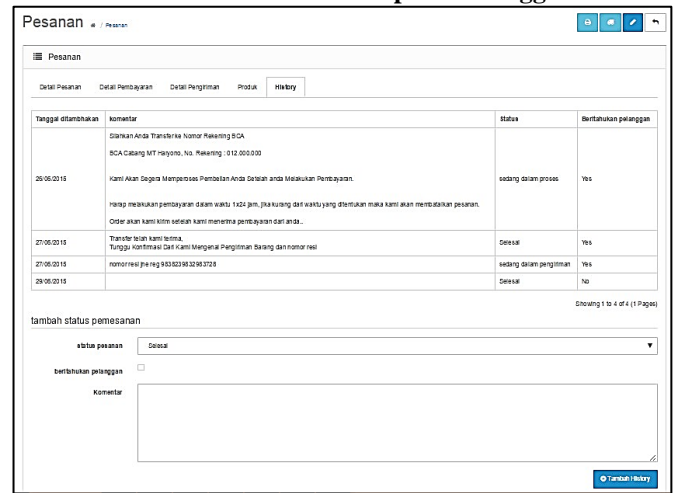 Pesanan / Pesanan
Pesanan
Detail Pesanan Detail Pembayaran Detail Pengiriman Produk History
Tanggal ditambahakan komentar Status Beritahukan pelanggan
Silahkan Anda Transfer ke Nomor Rekening BCA
BCA Cabang MT Haryono, No. Rekening : 012.000.000
25/05/2015 Kami Akan Segera Memperoses Pembelian Anda Setelah anda Melakukan Pembayaran. sedang dalam proses Yes
Harap melakukan pembayaran dalam waktu 1x24 jam, jika kurang dari waktu yang ditentukan maka kami akan membatalkan pesanan.
Order akan kami kirim setelah kami menerima pembayaran dari anda..
27/05/2015 Transfer telah kami terima, Selesai Yes
Tunggu Konfirmasi Dari Kami Mengenai Pengiriman Barang dan nomor resi
27/05/2015 nomor resi jne reg 9838239832983728 sedang dalam pengiriman Yes
29/05/2015 Selesai No
Showing 1 to 4 of 4 (1 Pages)
tambah status pemesanan
status pesanan Selesai
beritahukan pelanggan
Komentar
Tambah History